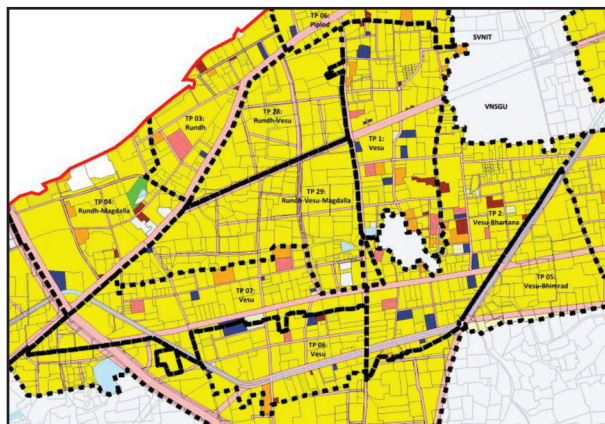 TP 06:
Piplod
SVNIT
VNSGU
TP 03:
Rundh
TP 28:
Rundh-Vesu
TP 1:
Vesu
TP 04:
Rundh-Magdalla
TP 29:
Rundh-Vesu-Magdalla
TP 2:
Vesu-Bhartana
TP 05:
Vesu-Bhimrad
TP 07:
Vesu
TP 06:
Vesu